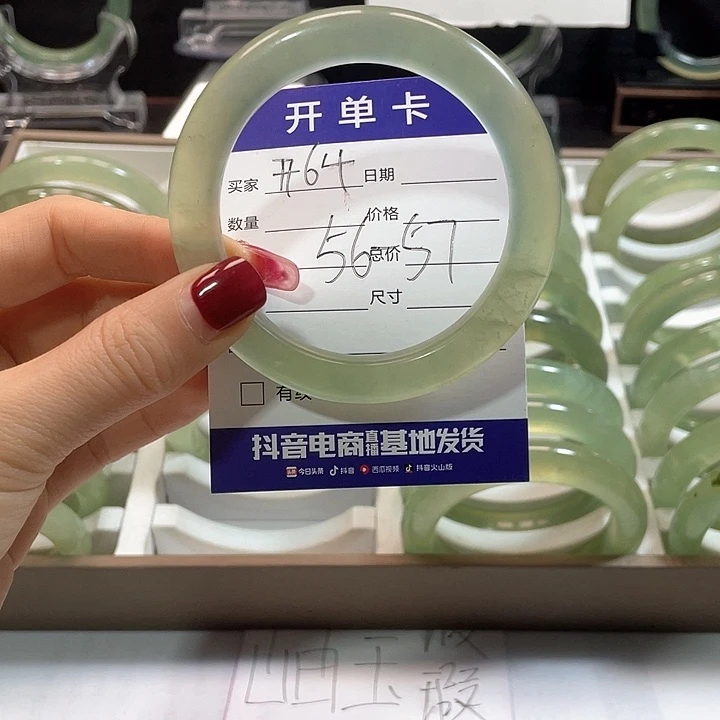 开单卡
买家 #64 日期
数量 价格
56-57 总价
尺寸
抖音电商直播基地发货
今日头条 抖音 西瓜视频 抖音火山版